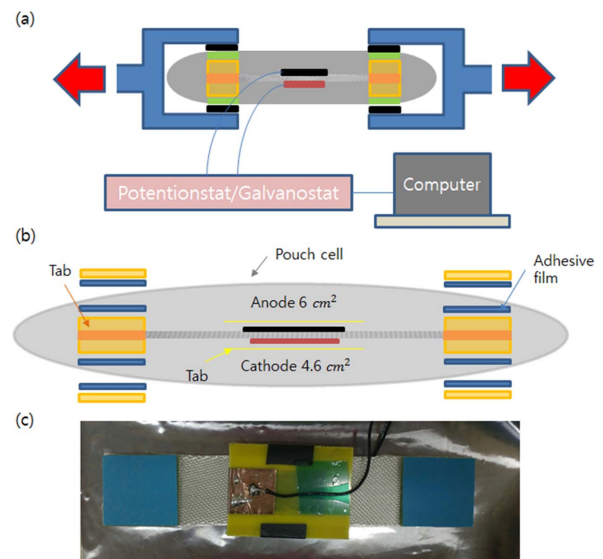 (a)
Potentionstat/Galvanostat
Computer
(b)
Pouch cell
Tab
Adhesive
film
Anode 6 cm²
Tab
Cathode 4.6 cm²
(c)